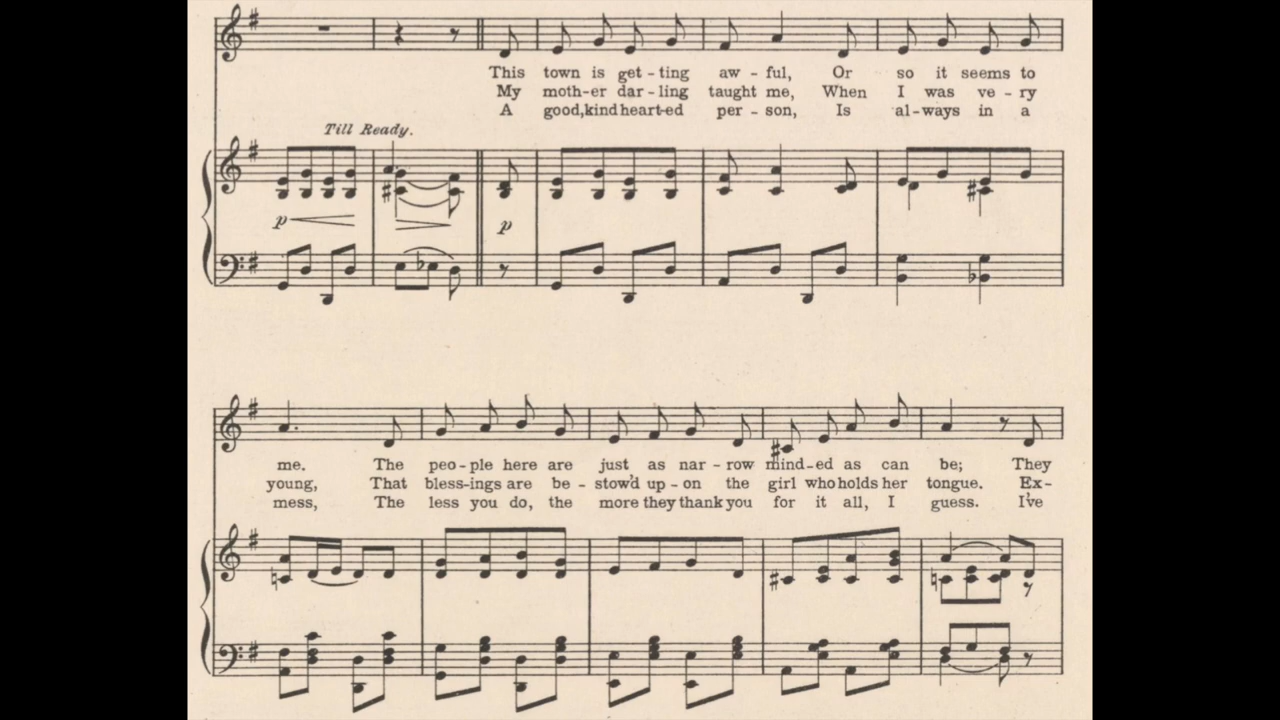 This town is get-ting aw-ful, Or so it seems to
My moth-er dar-ling taught me, When I was ve-ry
A good, kind heart-ed per-son, Is al-ways in a
Till Ready.
p
p
me. The peo-ple here are just as nar-row mind-ed as can be; They
young, That bless-ings are be-stow'd up-on the girl who holds her tongue. Ex-
mess, The less you do, the more they thank you for it all, I guess. I've